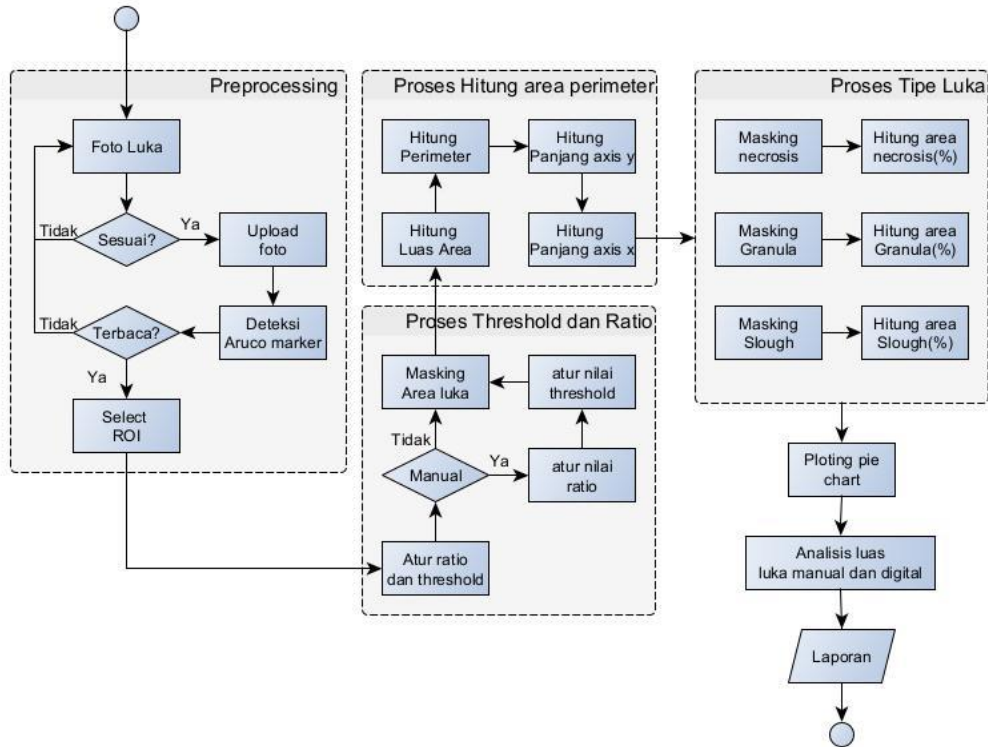 Preprocessing
Foto Luka
Sesuai?
Tidak
Ya
Upload
foto
Deteksi
Aruco marker
Terbaca?
Tidak
Ya
Select
ROI
Proses Threshold dan Ratio
Atur ratio
dan threshold
Manual
Tidak
Ya
atur nilai
ratio
atur nilai
threshold
Masking
Area luka
Proses Hitung area perimeter
Hitung
Luas Area
Hitung
Perimeter
Hitung
Panjang axis y
Hitung
Panjang axis x
Proses Tipe Luka
Masking
necrosis
Hitung area
necrosis(%)
Masking
Granula
Hitung area
Granula(%)
Masking
Slough
Hitung area
Slough(%)
Ploting pie
chart
Analisis luas
luka manual dan digital
Laporan